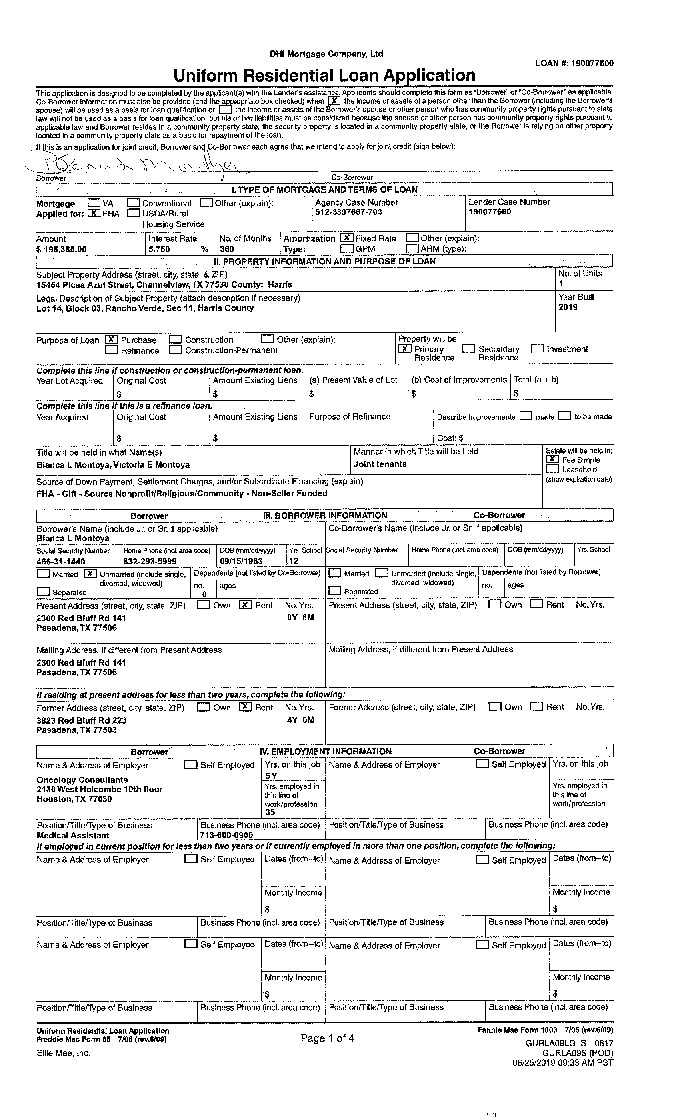 DHI Mortgage Company, Ltd
LOAN #: 190077600
Uniform Residential Loan Application
This application is designed to be completed by the applicant(s) with the Lender's assistance. Applicants should complete this form as "Borrower" or "Co-Borrower" as applicable.
Co-Borrower information must also be provided (and the appropriate box checked) when X the income or assets of a person other than the Borrower (including the Borrower's
spouse) will be used as a basis for loan qualification or the income or assets of the Borrower's spouse or other person who has community property rights pursuant to
law will not be used as a basis for loan qualification, but his or her liabilities must be considered because the spouse or other person has community property rights pursuant to
applicable law and Borrower resides in a community property state, the security property is located in a community property state, or the Borrower is relying on other property
located in a community property state as a basis for repayment of the loan.
If this is an application for joint credit, Borrower and Co-Borrower each agree that we intend to apply for joint credit (sign below):
Borrower Co-Borrower
I. TYPE OF MORTGAGE AND TERMS OF LOAN
Mortgage VA Conventional Other (explain): Agency Case Number Lender Case Number
Applied for: X FHA USDA/Rural Housing Service 190077600
Amount Interest Rate No. of Months Amortization X Fixed Rate Other (explain):
$ 5.750 % 360 Type: GPM ARM (type):
II. PROPERTY INFORMATION AND PURPOSE OF LOAN
Subject Property Address (street, city, state & ZIP) No. of Units
Azul Street, Channelview, TX 77530 County: Harris 1
Legal Description of Subject Property (attach description if necessary) Year Built
Lot 14, Block 03, Rancho Verde, Sec 11, Harris County 2019
Purpose of Loan X Purchase Construction Other (explain): Property will be
Refinance Construction-Permanent X Primary Residence Secondary Residence Investment
Complete this line if construction or construction-permanent loan.
Year Lot Acquired Original Cost Amount Existing Liens (a) Present Value of Lot (b) Cost of Improvements Total (a + b)
$ $ $ $ $
Complete this line if this is a refinance loan.
Year Acquired Original Cost Amount Existing Liens Purpose of Refinance Describe Improvements made to be made
$ $ Cost: $
Title will be held in what Name(s) Manner in which Title will be held Estate will be held in:
Bianca L Montoya, Victoria E Montoya Joint tenants X Fee Simple
Leasehold
(show expiration date)
Source of Down Payment, Settlement Charges, and/or Subordinate Financing (explain)
FHA - Gift - Source Nonprofit/Religious/Community - Non-Seller Funded
Borrower III. BORROWER INFORMATION Co-Borrower
Borrower's Name (include Jr. or Sr. if applicable) Co-Borrower's Name (include Jr. or Sr. if applicable)
Bianca L Montoya
Social Security Number Home Phone (incl. area code) DOB (mm/dd/yyyy) Yrs. School Social Security Number Home Phone (incl. area code) DOB (mm/dd/yyyy) Yrs. School
832-292-5999 09/15/1983 12
Married X Unmarried (include single, divorced, widowed) Dependents (not listed by Co-Borrower) Married Unmarried (include single, divorced, widowed) Dependents (not listed by Borrower)
Separated no. 0 ages Separated no. ages
Present Address (street, city, state, ZIP) Own X Rent No. Yrs. Present Address (street, city, state, ZIP) Own Rent No. Yrs.
2300 Red Bluff Rd 141 0Y 6M
Pasadena, TX 77506
Mailing Address, if different from Present Address Mailing Address, if different from Present Address
2300 Red Bluff Rd 141
Pasadena, TX 77506
If residing at present address for less than two years, complete the following:
Former Address (street, city, state, ZIP) Own X Rent No. Yrs. Former Address (street, city, state, ZIP) Own Rent No. Yrs.
3823 Red Bluff Rd 223 4Y 0M
Pasadena, TX 77503
Borrower IV. EMPLOYMENT INFORMATION Co-Borrower
Name & Address of Employer Self Employed Yrs. on this job Name & Address of Employer Self Employed Yrs. on this job
Oncology Consultants 5Y
2130 West Holcombe 10th floor Yrs. employed in this line of work/profession Yrs. employed in this line of work/profession
Houston, TX 77030 35
Position/Title/Type of Business Business Phone (incl. area code) Position/Title/Type of Business Business Phone (incl. area code)
Medical Assistant 713-600-0900
If employed in current position for less than two years or if currently employed in more than one position, complete the following:
Name & Address of Employer Self Employed Dates (from–to) Name & Address of Employer Self Employed Dates (from–to)
Monthly Income Monthly Income
$ $
Position/Title/Type of Business Business Phone (incl. area code) Position/Title/Type of Business Business Phone (incl. area code)
Name & Address of Employer Self Employed Dates (from–to) Name & Address of Employer Self Employed Dates (from–to)
Monthly Income Monthly Income
$ $
Position/Title/Type of Business Business Phone (incl. area code) Position/Title/Type of Business Business Phone (incl. area code)
Uniform Residential Loan Application Fannie Mae Form 1003 7/05 (rev.6/09)
Freddie Mac Form 65 7/05 (rev.6/09) Page 1 of 4
Ellie Mae, Inc. GURLA09LG_S 0817
GURLA09S (POD)
09:33 AM PST